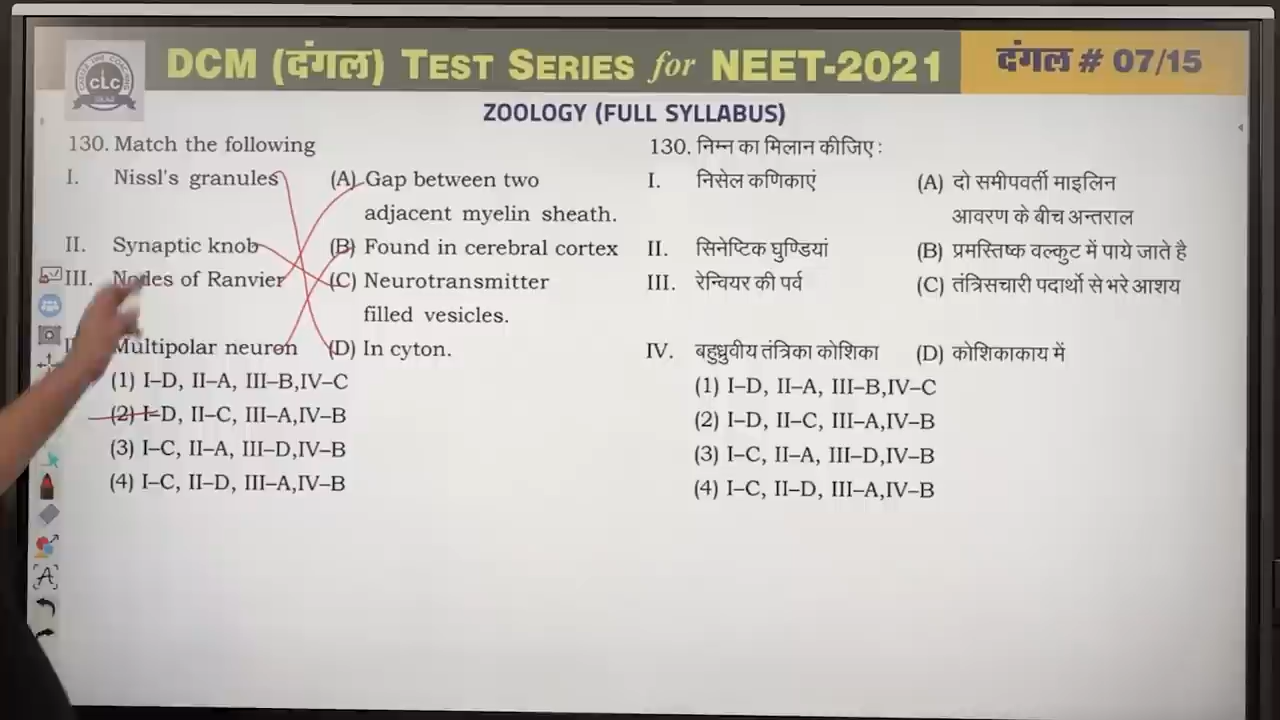 DCM (दंगल) TEST SERIES for NEET-2021
दंगल # 07/15
CLC
ZOOLOGY (FULL SYLLABUS)
130. Match the following
I. Nissl's granules (A) Gap between two
adjacent myelin sheath.
II. Synaptic knob (B) Found in cerebral cortex
III. Nodes of Ranvier (C) Neurotransmitter
filled vesicles.
Multipolar neuron (D) In cyton.
(1) I–D, II–A, III–B,IV–C
(2) I–D, II–C, III–A,IV–B
(3) I–C, II–A, III–D,IV–B
(4) I–C, II–D, III–A,IV–B
130. निम्न का मिलान कीजिए :
I. निसेल कणिकाएं (A) दो समीपवर्ती माइलिन
आवरण के बीच अन्तराल
II. सिनेप्टिक घुण्डियां (B) प्रमस्तिष्क वल्कुट में पाये जाते है
III. रेन्वियर की पर्व (C) तंत्रिसचारी पदार्थो से भरे आशय
IV. बहुध्रुवीय तंत्रिका कोशिका (D) कोशिकाकाय में
(1) I–D, II–A, III–B,IV–C
(2) I–D, II–C, III–A,IV–B
(3) I–C, II–A, III–D,IV–B
(4) I–C, II–D, III–A,IV–B